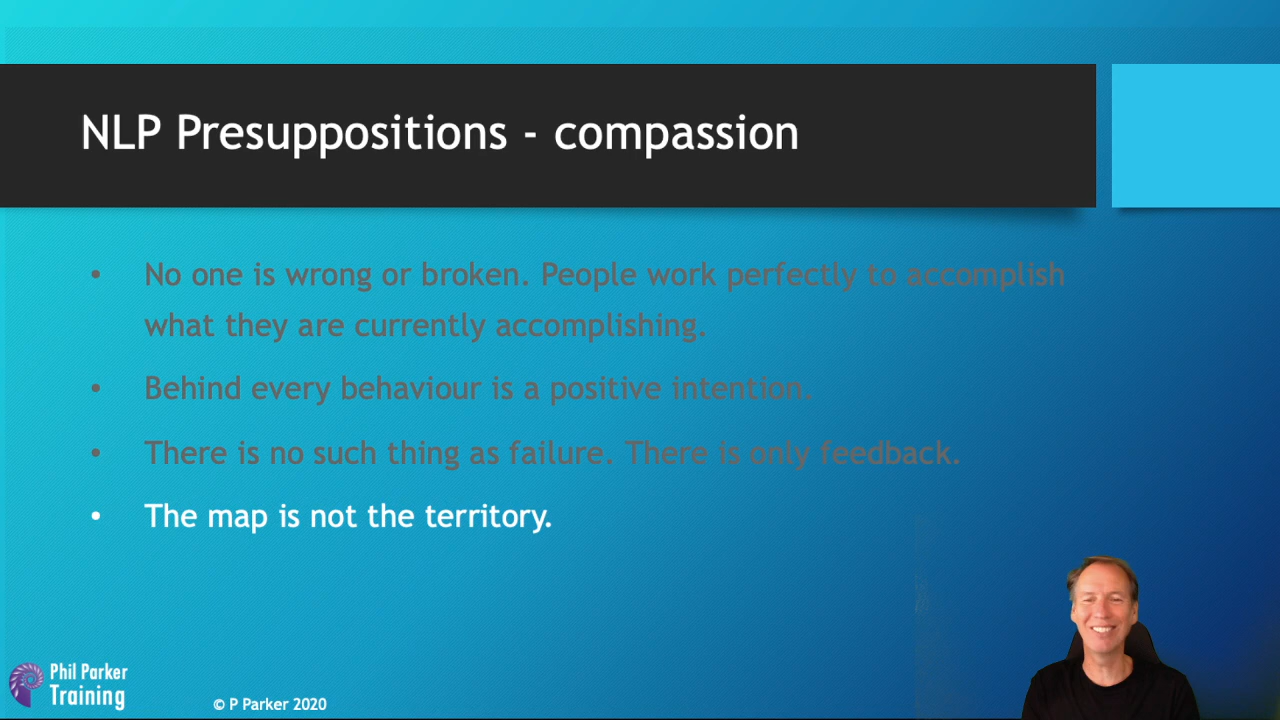 NLP Presuppositions - compassion
• No one is wrong or broken. People work perfectly to accomplish
what they are currently accomplishing.
• Behind every behaviour is a positive intention.
• There is no such thing as failure. There is only feedback.
• The map is not the territory.
Phil Parker
Training
© P Parker 2020